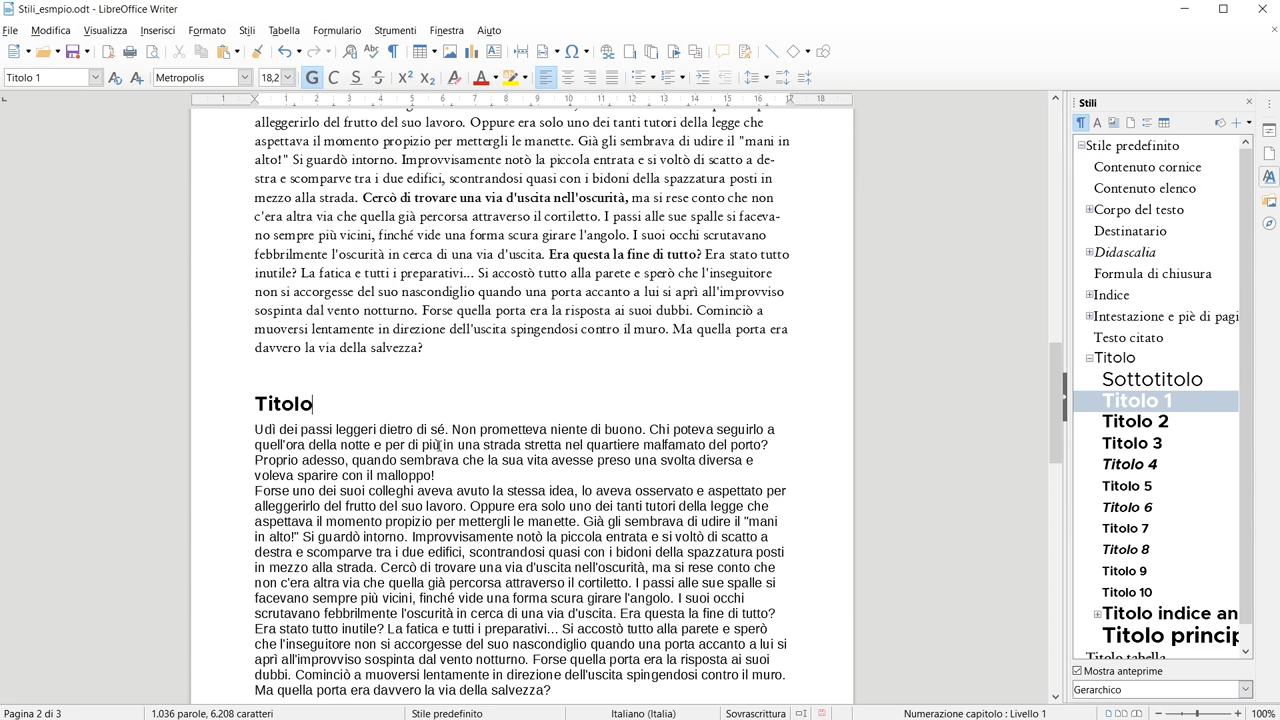 Stili_esmpio.odt - LibreOffice Writer
File Modifica Visualizza Inserisci Formato Stili Tabella Formulario Strumenti Finestra Aiuto
Titolo 1 Metropolis 18,2 G C S S X² X₂
1 1 2 3 4 5 6 7 8 9 10 11 12 13 14 15 16 17 18
alleggerirlo del frutto del suo lavoro. Oppure era solo uno dei tanti tutori della legge che
aspettava il momento propizio per mettergli le manette. Già gli sembrava di udire il "mani in
alto!" Si guardò intorno. Improvvisamente notò la piccola entrata e si voltò di scatto a de-
stra e scomparve tra i due edifici, scontrandosi quasi con i bidoni della spazzatura posti in
mezzo alla strada. Cercò di trovare una via d'uscita nell'oscurità, ma si rese conto che non
c'era altra via che quella già percorsa attraverso il cortiletto. I passi alle sue spalle si faceva-
no sempre più vicini, finché vide una forma scura girare l'angolo. I suoi occhi scrutavano
febbrilmente l'oscurità in cerca di una via d'uscita. Era questa la fine di tutto? Era stato tutto
inutile? La fatica e tutti i preparativi... Si accostò tutto alla parete e sperò che l'inseguitore
non si accorgesse del suo nascondiglio quando una porta accanto a lui si aprì all'improvviso
sospinta dal vento notturno. Forse quella porta era la risposta ai suoi dubbi. Cominciò a
muoversi lentamente in direzione dell'uscita spingendosi contro il muro. Ma quella porta era
davvero la via della salvezza?
Titolo
Udì dei passi leggeri dietro di sé. Non prometteva niente di buono. Chi poteva seguirlo a
quell'ora della notte e per di più in una strada stretta nel quartiere malfamato del porto?
Proprio adesso, quando sembrava che la sua vita avesse preso una svolta diversa e
voleva sparire con il malloppo!
Forse uno dei suoi colleghi aveva avuto la stessa idea, lo aveva osservato e aspettato per
alleggerirlo del frutto del suo lavoro. Oppure era solo uno dei tanti tutori della legge che
aspettava il momento propizio per mettergli le manette. Già gli sembrava di udire il "mani
in alto!" Si guardò intorno. Improvvisamente notò la piccola entrata e si voltò di scatto a
destra e scomparve tra i due edifici, scontrandosi quasi con i bidoni della spazzatura posti
in mezzo alla strada. Cercò di trovare una via d'uscita nell'oscurità, ma si rese conto che
non c'era altra via che quella già percorsa attraverso il cortiletto. I passi alle sue spalle si
facevano sempre più vicini, finché vide una forma scura girare l'angolo. I suoi occhi
scrutavano febbrilmente l'oscurità in cerca di una via d'uscita. Era questa la fine di tutto?
Era stato tutto inutile? La fatica e tutti i preparativi... Si accostò tutto alla parete e sperò
che l'inseguitore non si accorgesse del suo nascondiglio quando una porta accanto a lui si
aprì all'improvviso sospinta dal vento notturno. Forse quella porta era la risposta ai suoi
dubbi. Cominciò a muoversi lentamente in direzione dell'uscita spingendosi contro il muro.
Ma quella porta era davvero la via della salvezza?
Stili
Stile predefinito
Contenuto cornice
Contenuto elenco
Corpo del testo
Destinatario
Didascalia
Formula di chiusura
Indice
Intestazione e piè di pagi
Testo citato
Titolo
Sottotitolo
Titolo 1
Titolo 2
Titolo 3
Titolo 4
Titolo 5
Titolo 6
Titolo 7
Titolo 8
Titolo 9
Titolo 10
Titolo indice an
Titolo princip
Titolo tabella
Mostra anteprime
Gerarchico
Pagina 2 di 3 1.036 parole, 6.208 caratteri Stile predefinito Italiano (Italia) Sovrascrittura Numerazione capitolo : Livello 1 100%